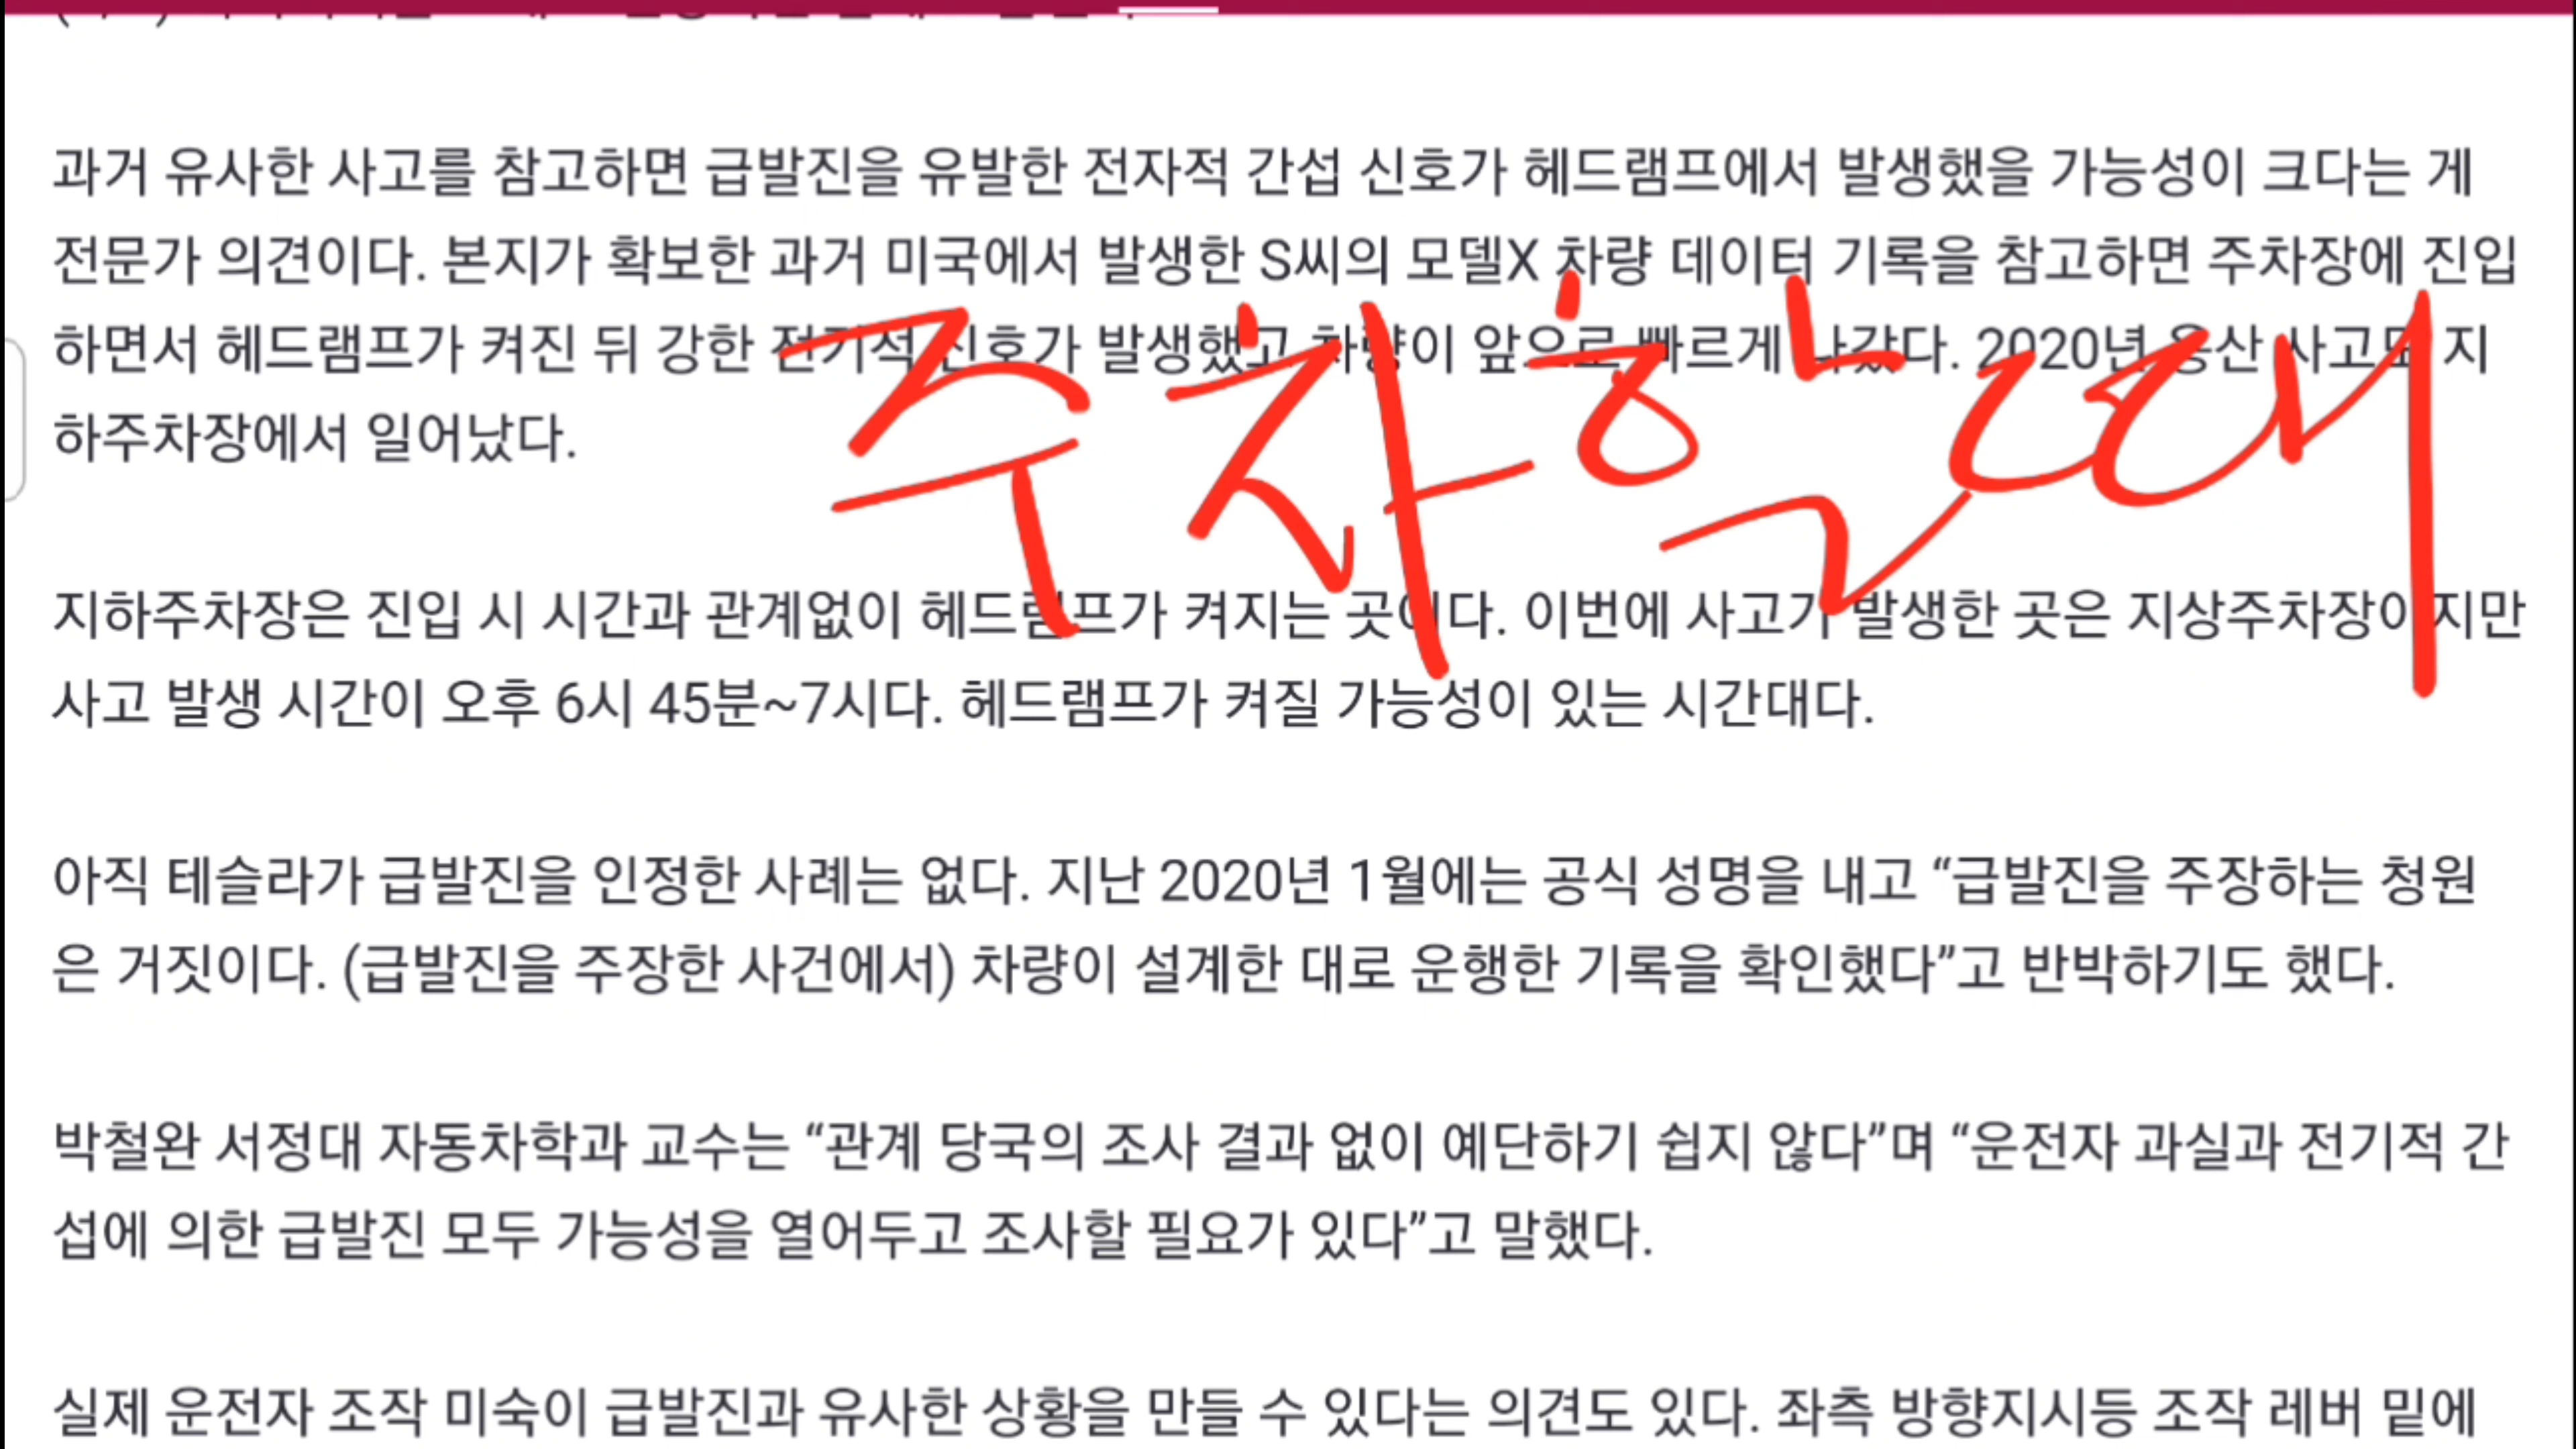 과거 유사한 사고를 참고하면 급발진을 유발한 전자적 간섭 신호가 헤드램프에서 발생했을 가능성이 크다는 게
전문가 의견이다. 본지가 확보한 과거 미국에서 발생한 S씨의 모델X 차량 데이터 기록을 참고하면 주차장에 진입
하면서 헤드램프가 켜진 뒤 강한 전기적 신호가 발생했고 차량이 앞으로 빠르게 나갔다. 2020년 용산 사고도 지
하주차장에서 일어났다.
주차할 때
지하주차장은 진입 시 시간과 관계없이 헤드램프가 켜지는 곳이다. 이번에 사고가 발생한 곳은 지상주차장이지만
사고 발생 시간이 오후 6시 45분~7시다. 헤드램프가 켜질 가능성이 있는 시간대다.
아직 테슬라가 급발진을 인정한 사례는 없다. 지난 2020년 1월에는 공식 성명을 내고 “급발진을 주장하는 청원
은 거짓이다. (급발진을 주장한 사건에서) 차량이 설계한 대로 운행한 기록을 확인했다”고 반박하기도 했다.
박철완 서정대 자동차학과 교수는 “관계 당국의 조사 결과 없이 예단하기 쉽지 않다”며 “운전자 과실과 전기적 간
섭에 의한 급발진 모두 가능성을 열어두고 조사할 필요가 있다”고 말했다.
실제 운전자 조작 미숙이 급발진과 유사한 상황을 만들 수 있다는 의견도 있다. 좌측 방향지시등 조작 레버 밑에